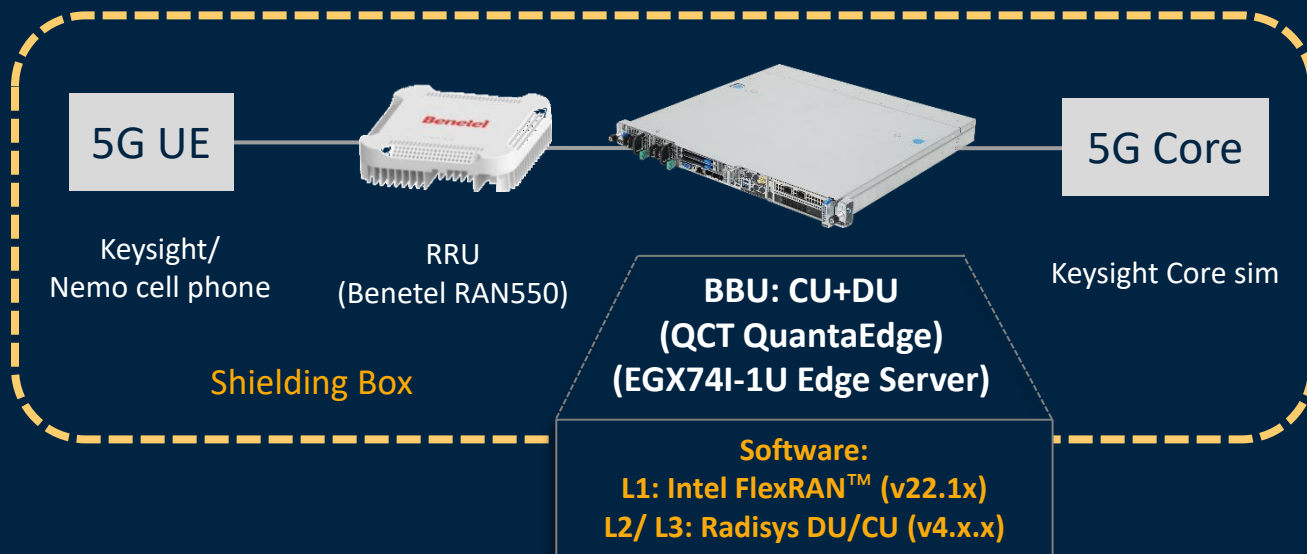 5G UE
Benetel
5G Core
Keysight/
Nemo cell phone
RRU
(Benetel RAN550)
BBU: CU+DU
(QCT QuantaEdge)
(EGX74I-1U Edge Server)
Keysight Core sim
Shielding Box
Software:
L1: Intel FlexRAN™ (v22.1x)
L2/ L3: Radisys DU/CU (v4.x.x)